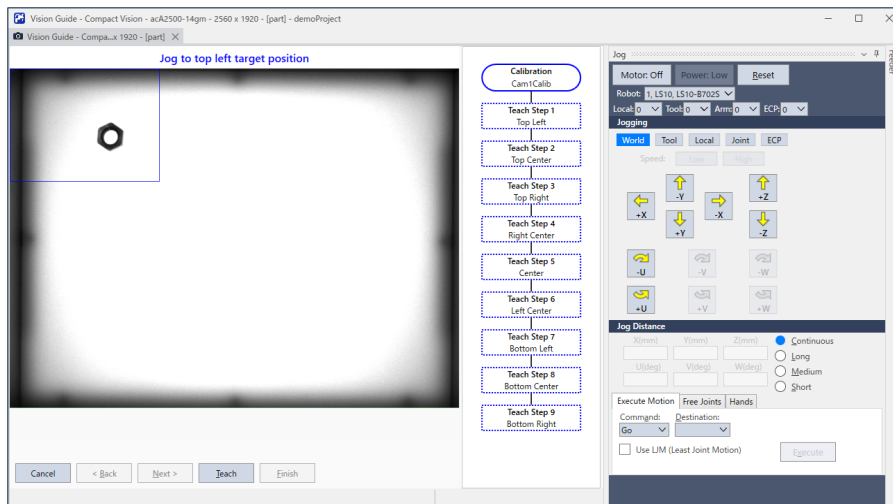 Vision Guide - Compact Vision - acA2500-14gm - 2560 x 1920 - [part] - demoProject
Vision Guide - Compa...x 1920 - [part]
Jog to top left target position
Calibration
Cam1Calib
Teach Step 1
Top Left
Teach Step 2
Top Center
Teach Step 3
Top Right
Teach Step 4
Right Center
Teach Step 5
Center
Teach Step 6
Left Center
Teach Step 7
Bottom Left
Teach Step 8
Bottom Center
Teach Step 9
Bottom Right
Cancel < Back Next > Teach Finish
Jog
Motor: Off Power: Low Reset
Robot: 1, LS10, LS10-B702S
Local: 0 Tool: 0 Arm: 0 ECP: 0
Jogging
World Tool Local Joint ECP
Speed: Low High
+X -Y -X +Z
+Y -Z
-U -V -W
+U +V +W
Jog Distance
X(mm) Y(mm) Z(mm) Continuous
Long
U(deg) V(deg) W(deg) Medium
Short
Execute Motion Free Joints Hands
Command: Destination:
Go
Use LJM (Least Joint Motion) Execute
Feeder